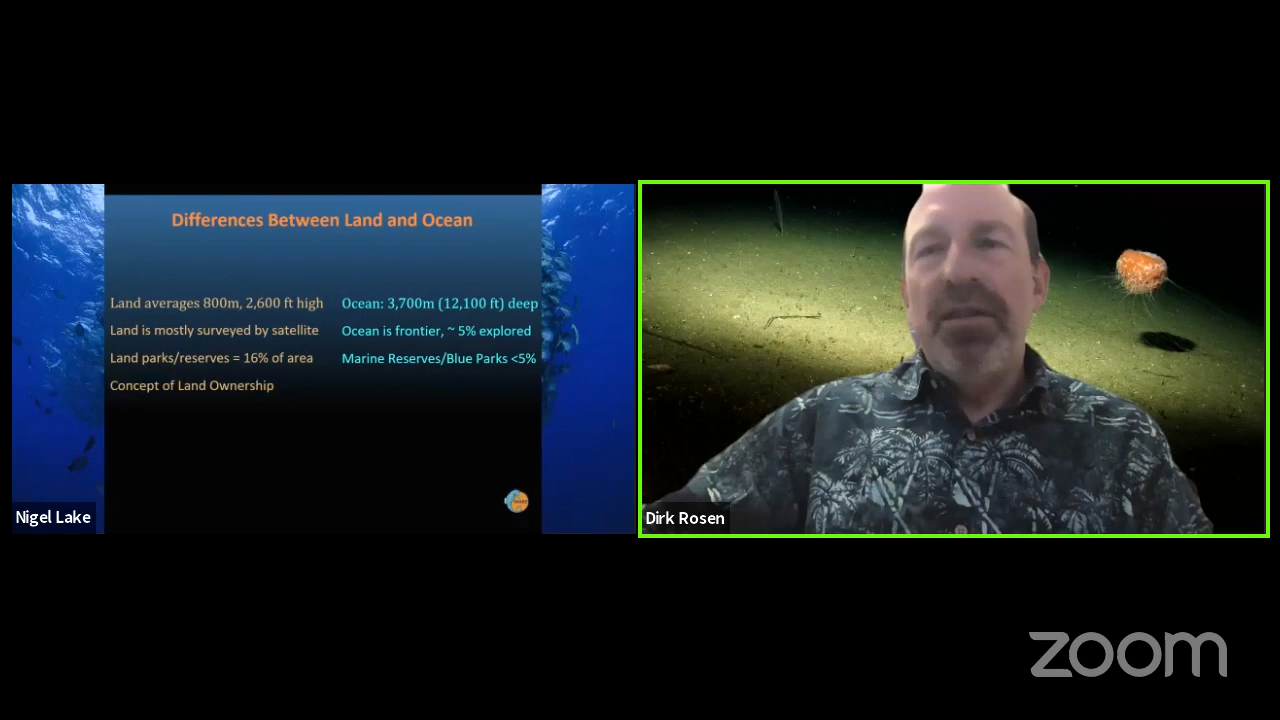 Differences Between Land and Ocean
Land averages 800m, 2,600 ft high
Ocean: 3,700m (12,100 ft) deep
Land is mostly surveyed by satellite
Ocean is frontier, ~ 5% explored
Land parks/reserves = 16% of area
Marine Reserves/Blue Parks <5%
Concept of Land Ownership
Nigel Lake
Dirk Rosen
zoom